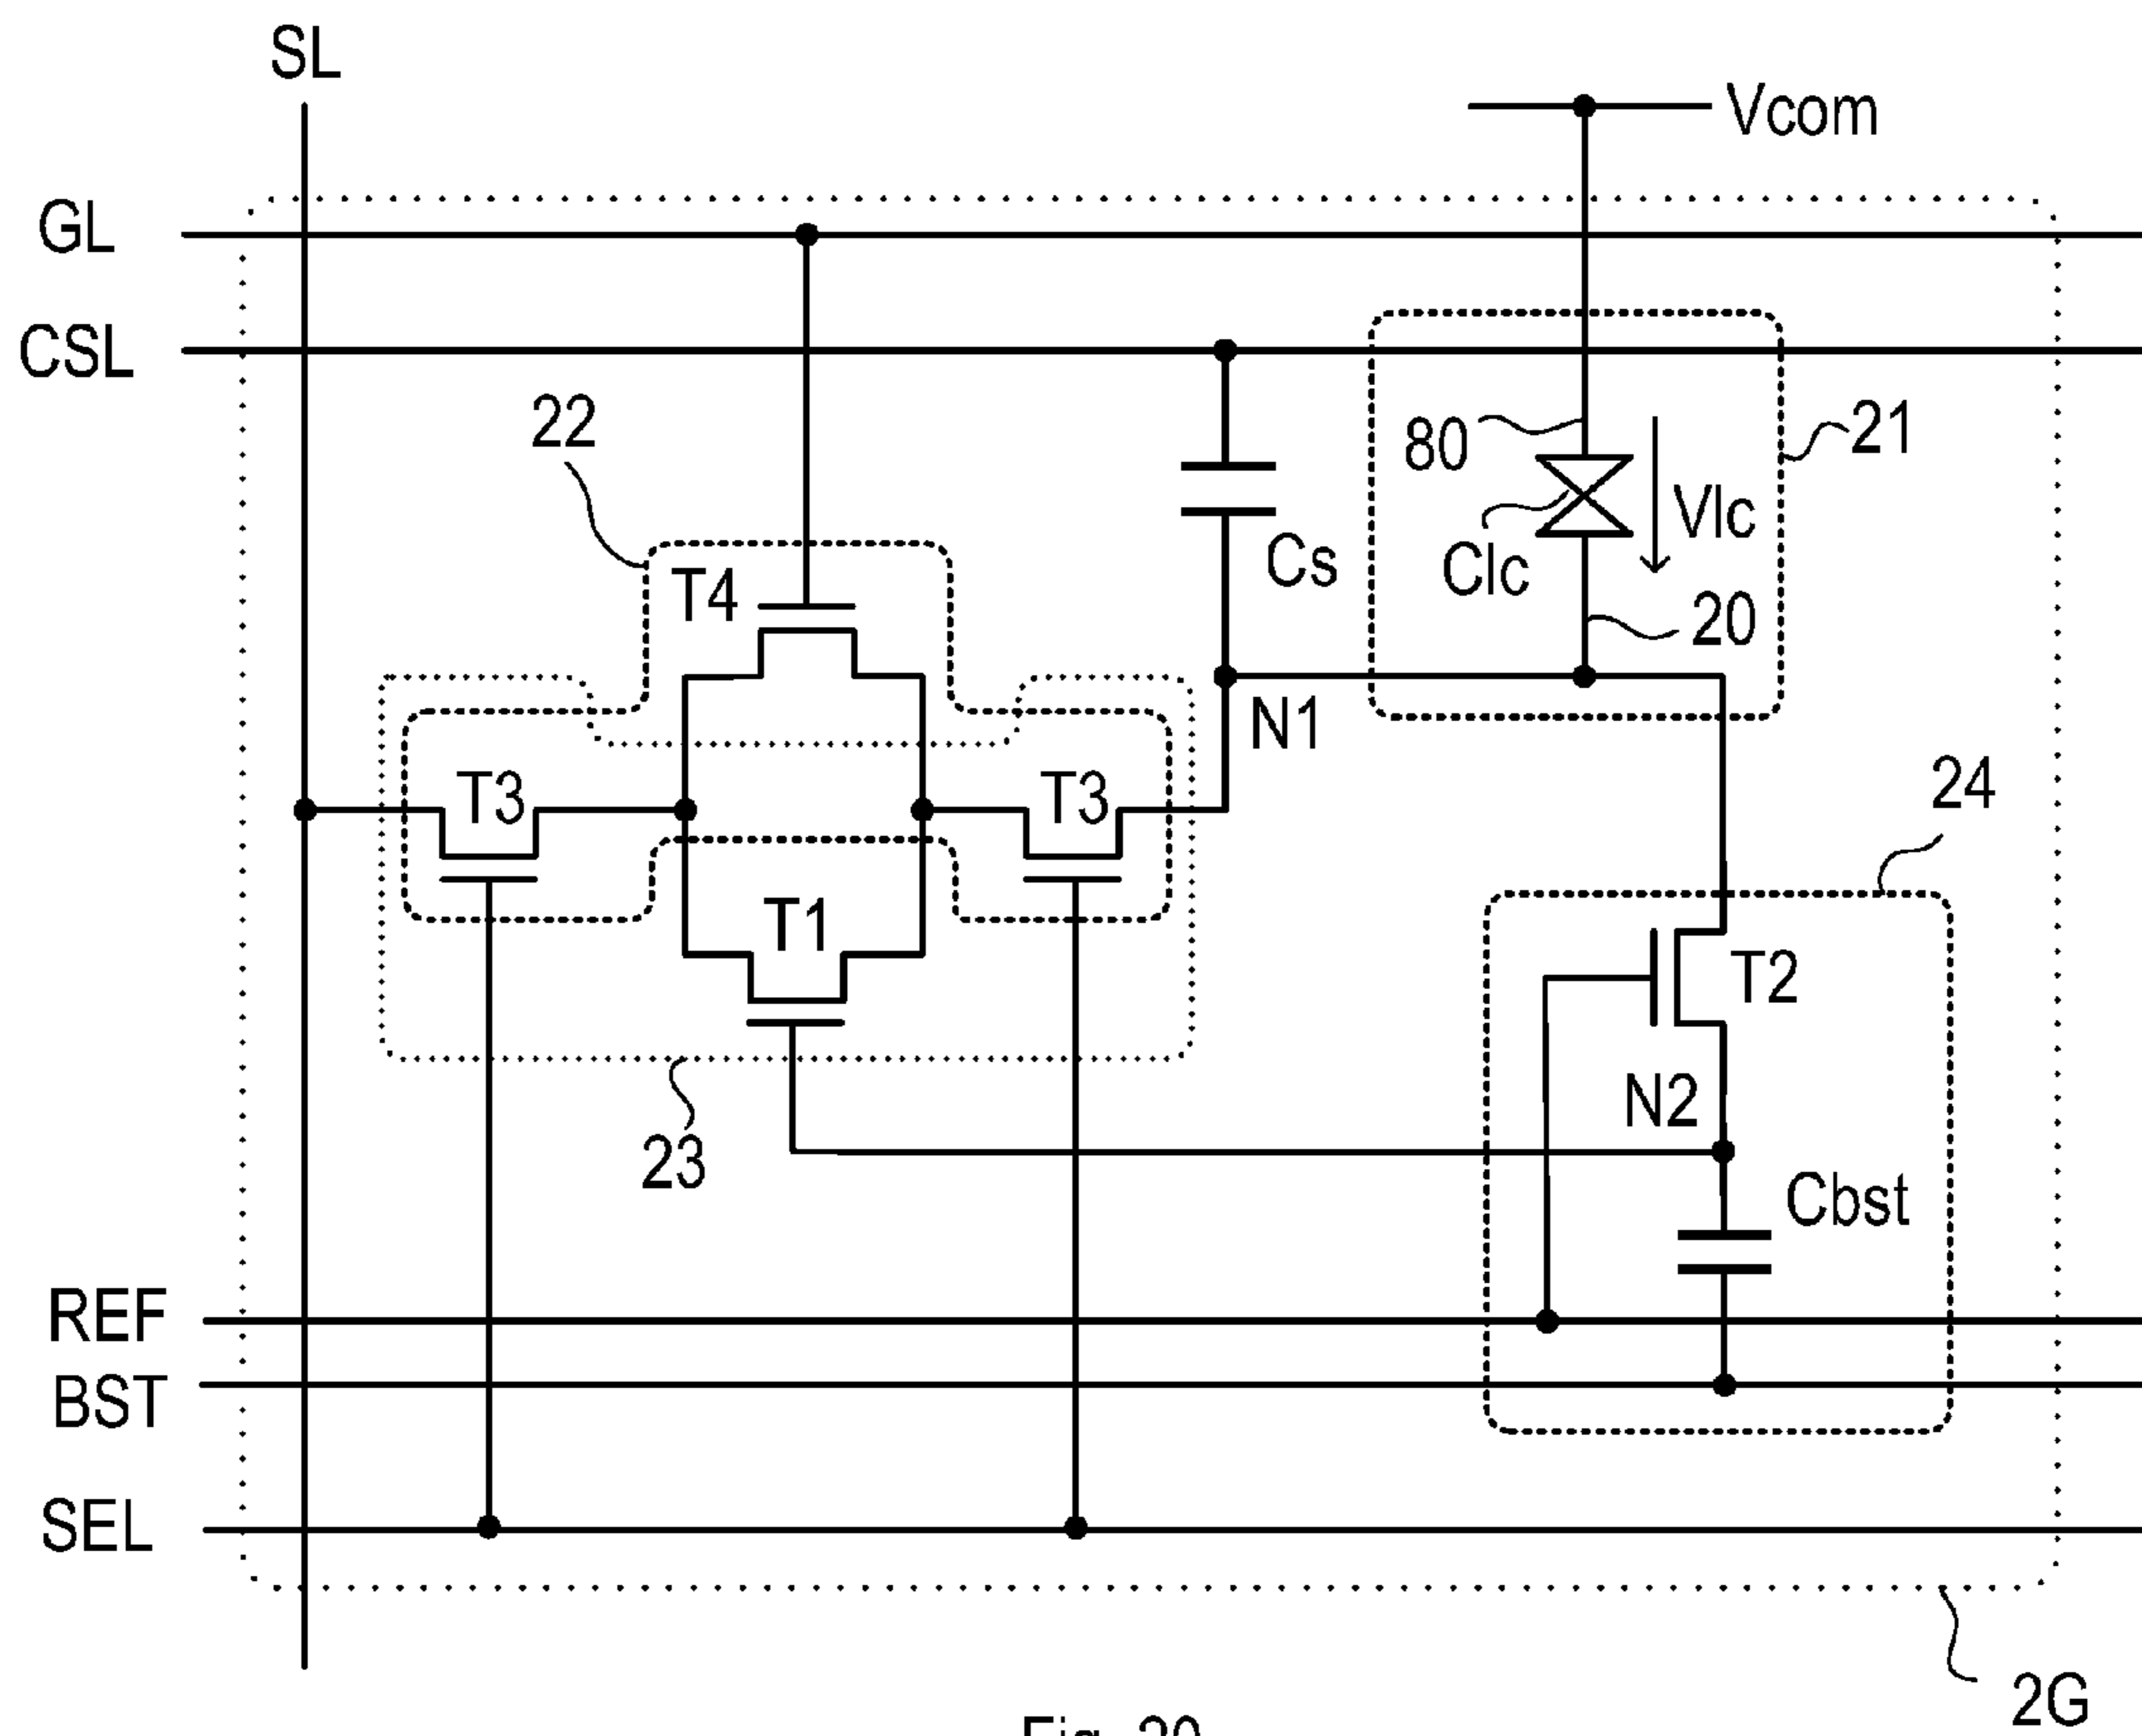 SL
Vcom
GL
CSL
22
80
21
Vlc
Cs
Clc
T4
20
N1
T3
T3
24
T1
T2
N2
23
Cbst
REF
BST
SEL
2G